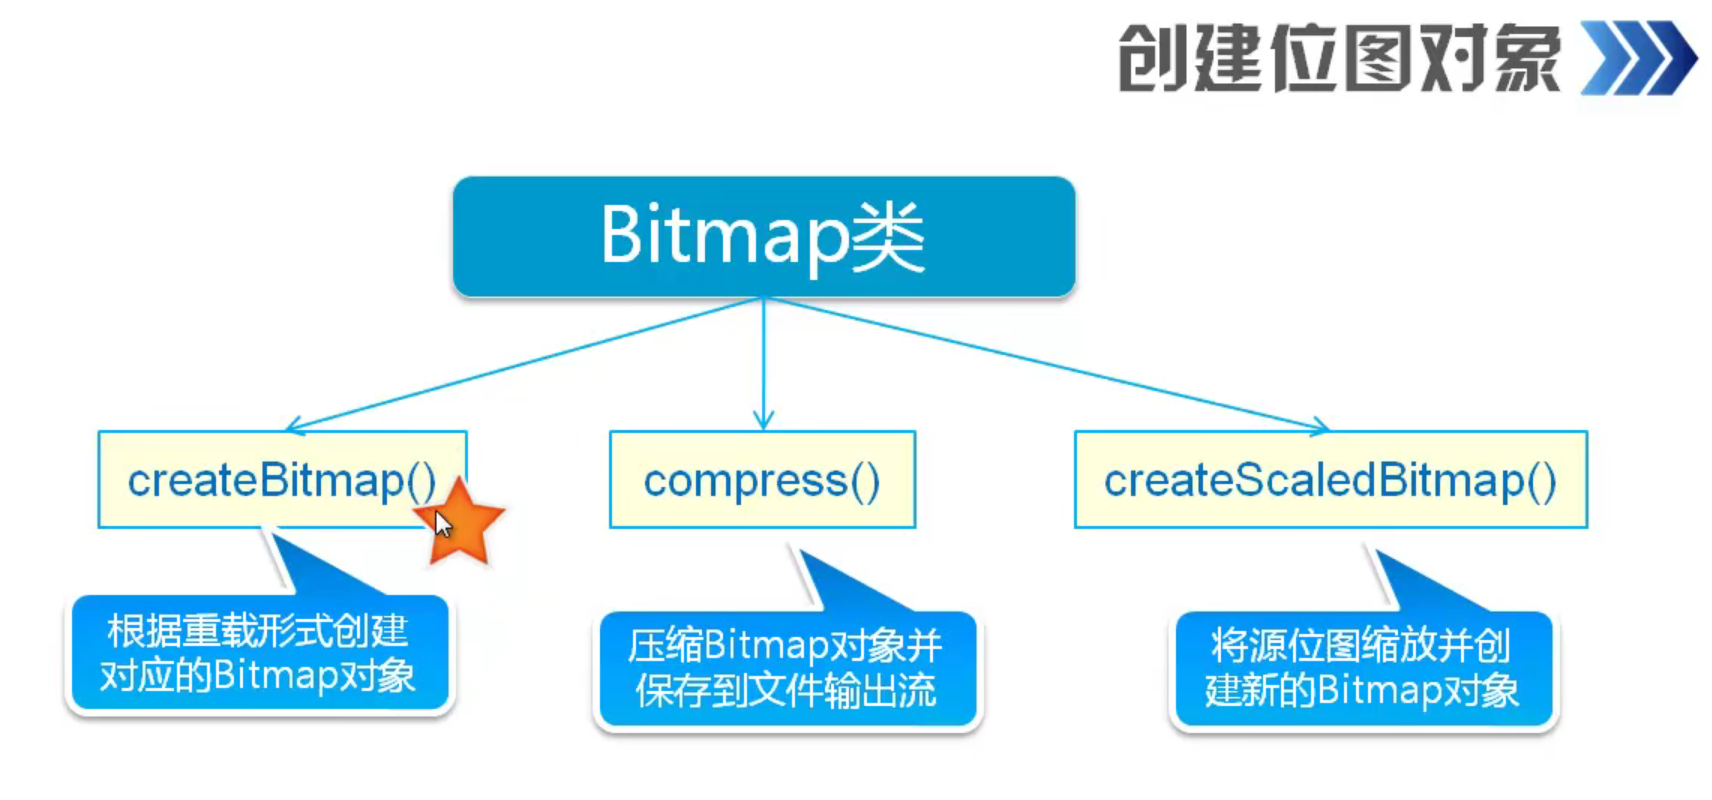 创建位图对象
Bitmap类
createBitmap()
compress()
createScaledBitmap()
根据重载形式创建
对应的Bitmap对象
压缩Bitmap对象并
保存到文件输出流
将源位图缩放并创
建新的Bitmap对象